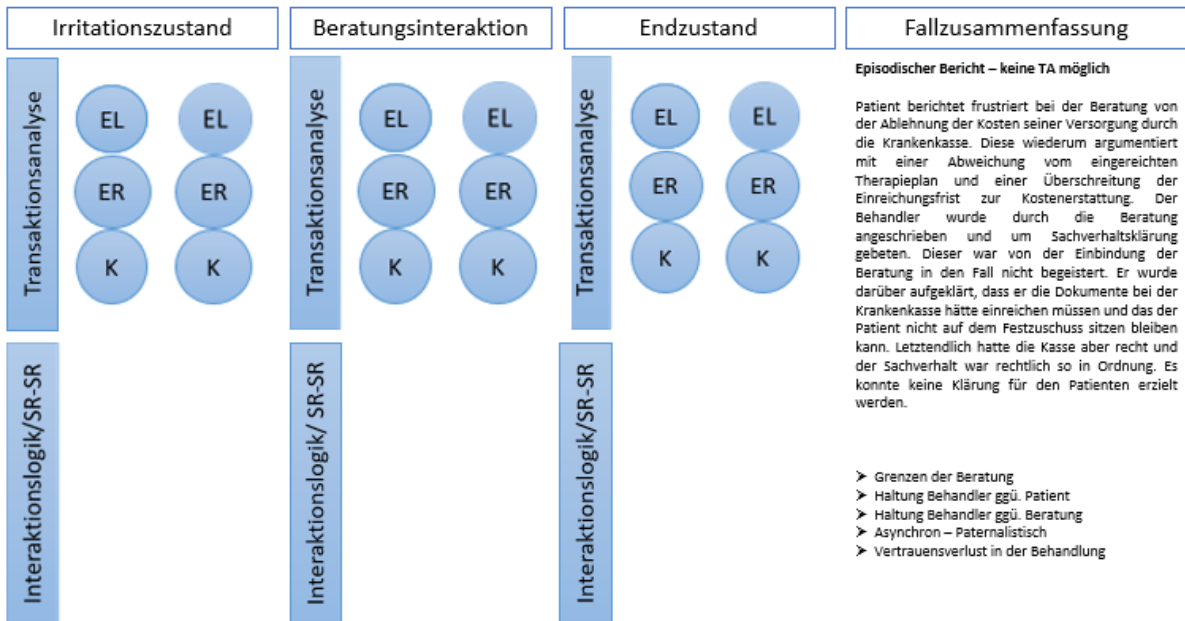 Irritationszustand
Beratungsinteraktion
Endzustand
Fallzusammenfassung
Transaktionsanalyse
EL EL
ER ER
K K
Transaktionsanalyse
EL EL
ER ER
K K
Transaktionsanalyse
EL EL
ER ER
K K
Interaktionslogik/SR-SR
Interaktionslogik/ SR-SR
Interaktionslogik/SR-SR
Episodischer Bericht – keine TA möglich
Patient berichtet frustriert bei der Beratung von
der Ablehnung der Kosten seiner Versorgung durch
die Krankenkasse. Diese wiederum argumentiert
mit einer Abweichung vom eingereichten
Therapieplan und einer Überschreitung der
Einreichungsfrist zur Kostenerstattung. Der
Behandler wurde durch die Beratung
angeschrieben und um Sachverhaltsklärung
gebeten. Dieser war von der Einbindung der
Beratung in den Fall nicht begeistert. Er wurde
darüber aufgeklärt, dass er die Dokumente bei der
Krankenkasse hätte einreichen müssen und das der
Patient nicht auf dem Festzuschuss sitzen bleiben
kann. Letztendlich hatte die Kasse aber recht und
der Sachverhalt war rechtlich so in Ordnung. Es
konnte keine Klärung für den Patienten erzielt
werden.
➢ Grenzen der Beratung
➢ Haltung Behandler ggü. Patient
➢ Haltung Behandler ggü. Beratung
➢ Asynchron – Paternalistisch
➢ Vertrauensverlust in der Behandlung